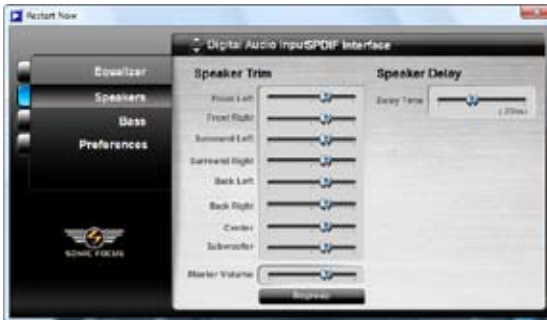 Restart Now
Digital Audio Input/SPDIF Interface
Equalizer
Speakers
Bass
Preferences
SONIC FOCUS
Speaker Trim
Front Left
Front Right
Surround Left
Surround Right
Back Left
Back Right
Center
Subwoofer
Master Volume
Speaker Delay
Delay Time